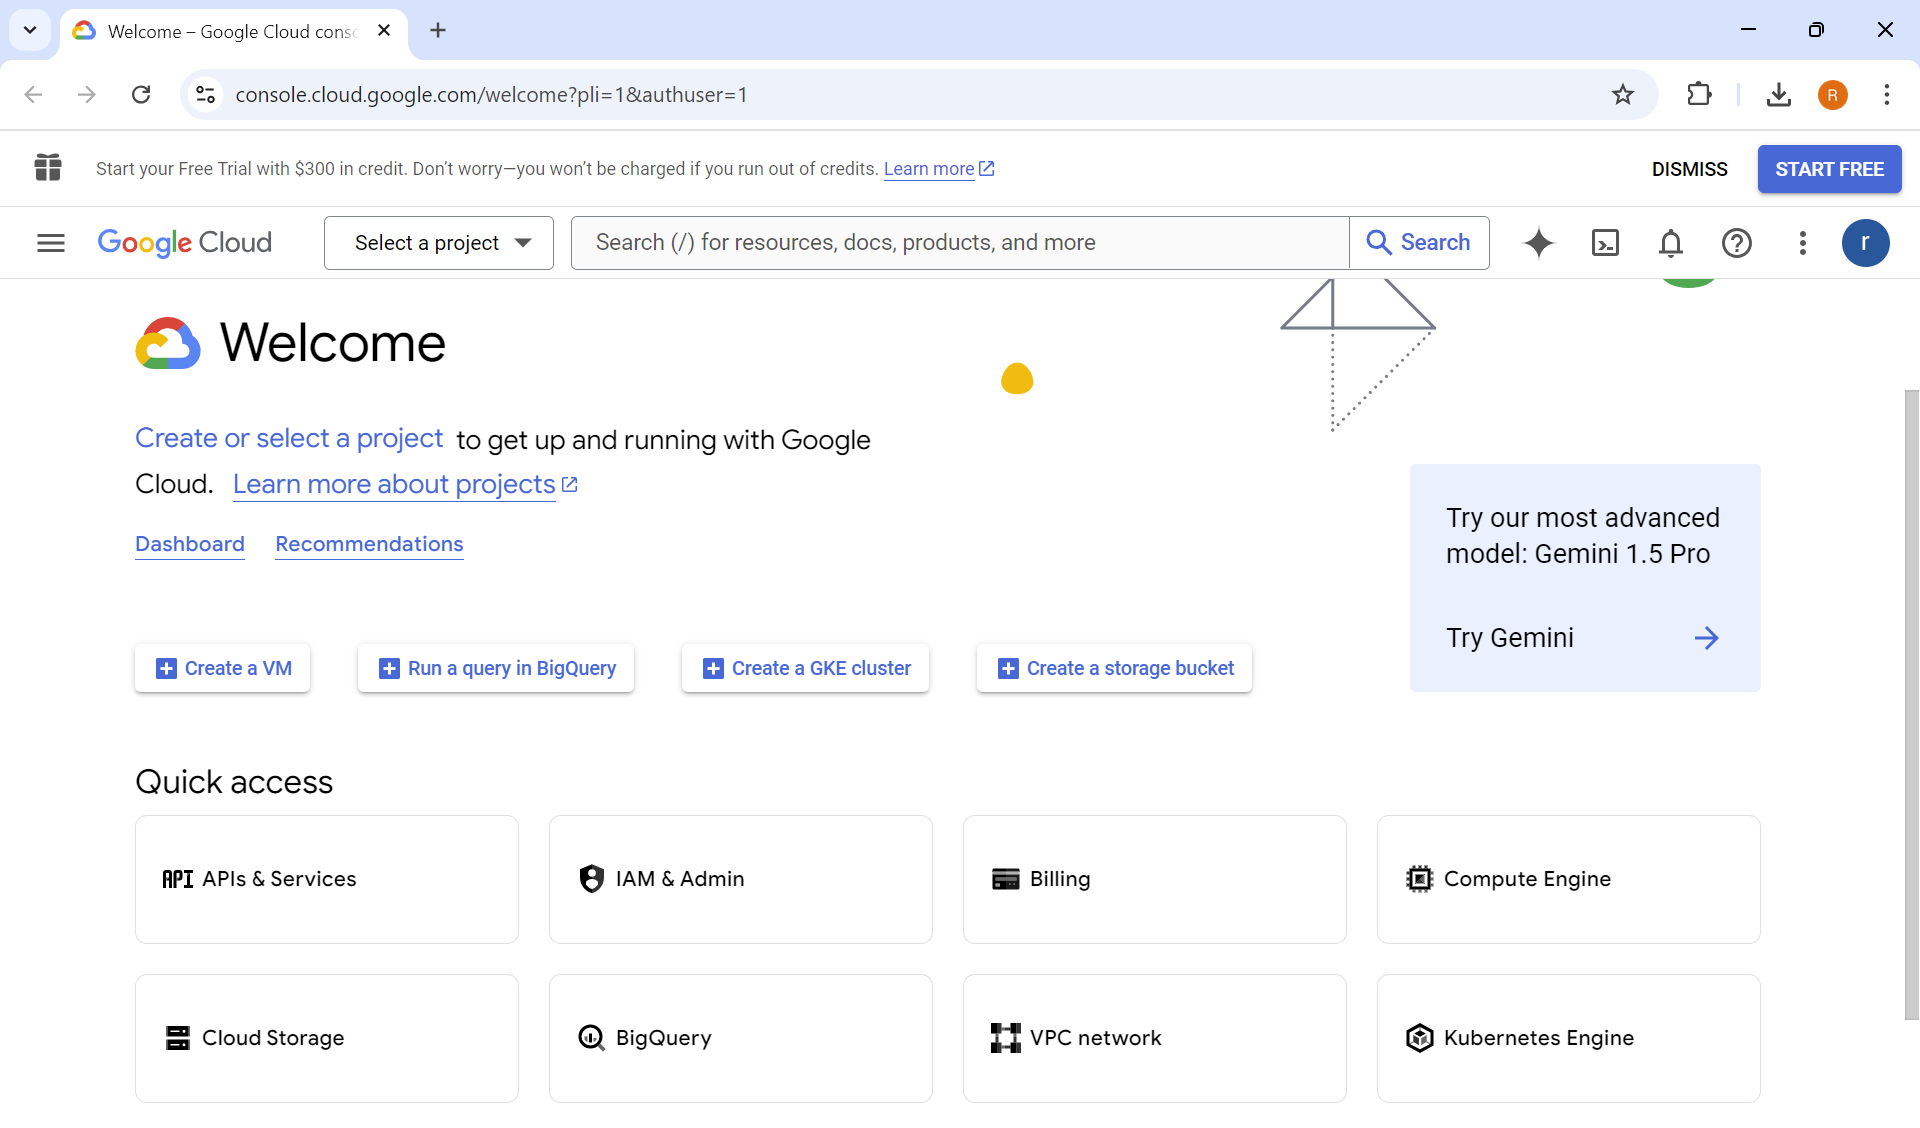 Welcome – Google Cloud cons
console.cloud.google.com/welcome?pli=1&authuser=1
R
Start your Free Trial with $300 in credit. Don’t worry—you won’t be charged if you run out of credits. Learn more
DISMISS
START FREE
Google Cloud
Select a project
Search (/) for resources, docs, products, and more
Search
r
Welcome
Create or select a project to get up and running with Google
Cloud. Learn more about projects
Dashboard
Recommendations
Try our most advanced
model: Gemini 1.5 Pro
Try Gemini
Create a VM
Run a query in BigQuery
Create a GKE cluster
Create a storage bucket
Quick access
API APIs & Services
IAM & Admin
Billing
Compute Engine
Cloud Storage
BigQuery
VPC network
Kubernetes Engine